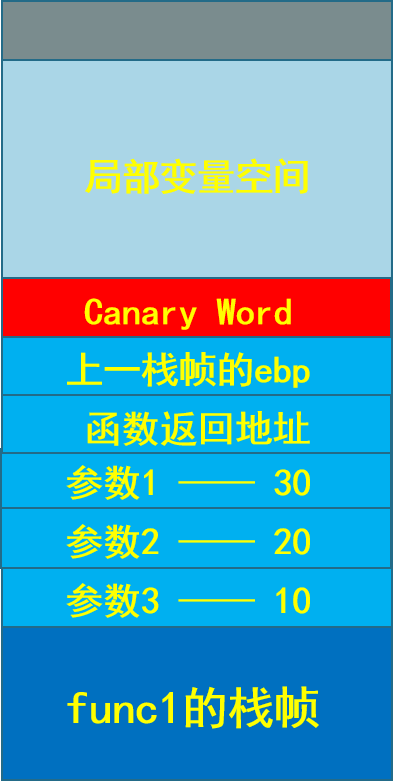 局部变量空间
Canary Word
上一栈帧的ebp
函数返回地址
参数1 —— 30
参数2 —— 20
参数3 —— 10
func1的栈帧